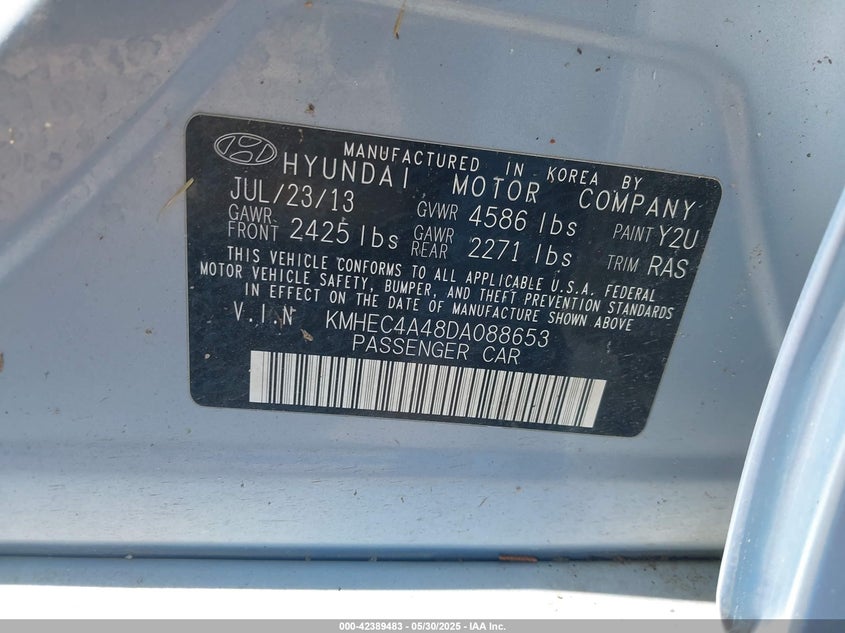 MANUFACTURED IN KOREA BY
HYUNDAI MOTOR COMPANY
JUL/23/13 GVWR 4586 lbs PAINT Y2U
GAWR FRONT 2425 lbs GAWR REAR 2271 lbs TRIM RAS
THIS VEHICLE CONFORMS TO ALL APPLICABLE U.S.A. FEDERAL
MOTOR VEHICLE SAFETY, BUMPER, AND THEFT PREVENTION STANDARDS
IN EFFECT ON THE DATE OF MANUFACTURE SHOWN ABOVE
V.I.N KMHEC4A48DA088653
PASSENGER CAR
000-42389483 - 05/30/2025 - IAA Inc.